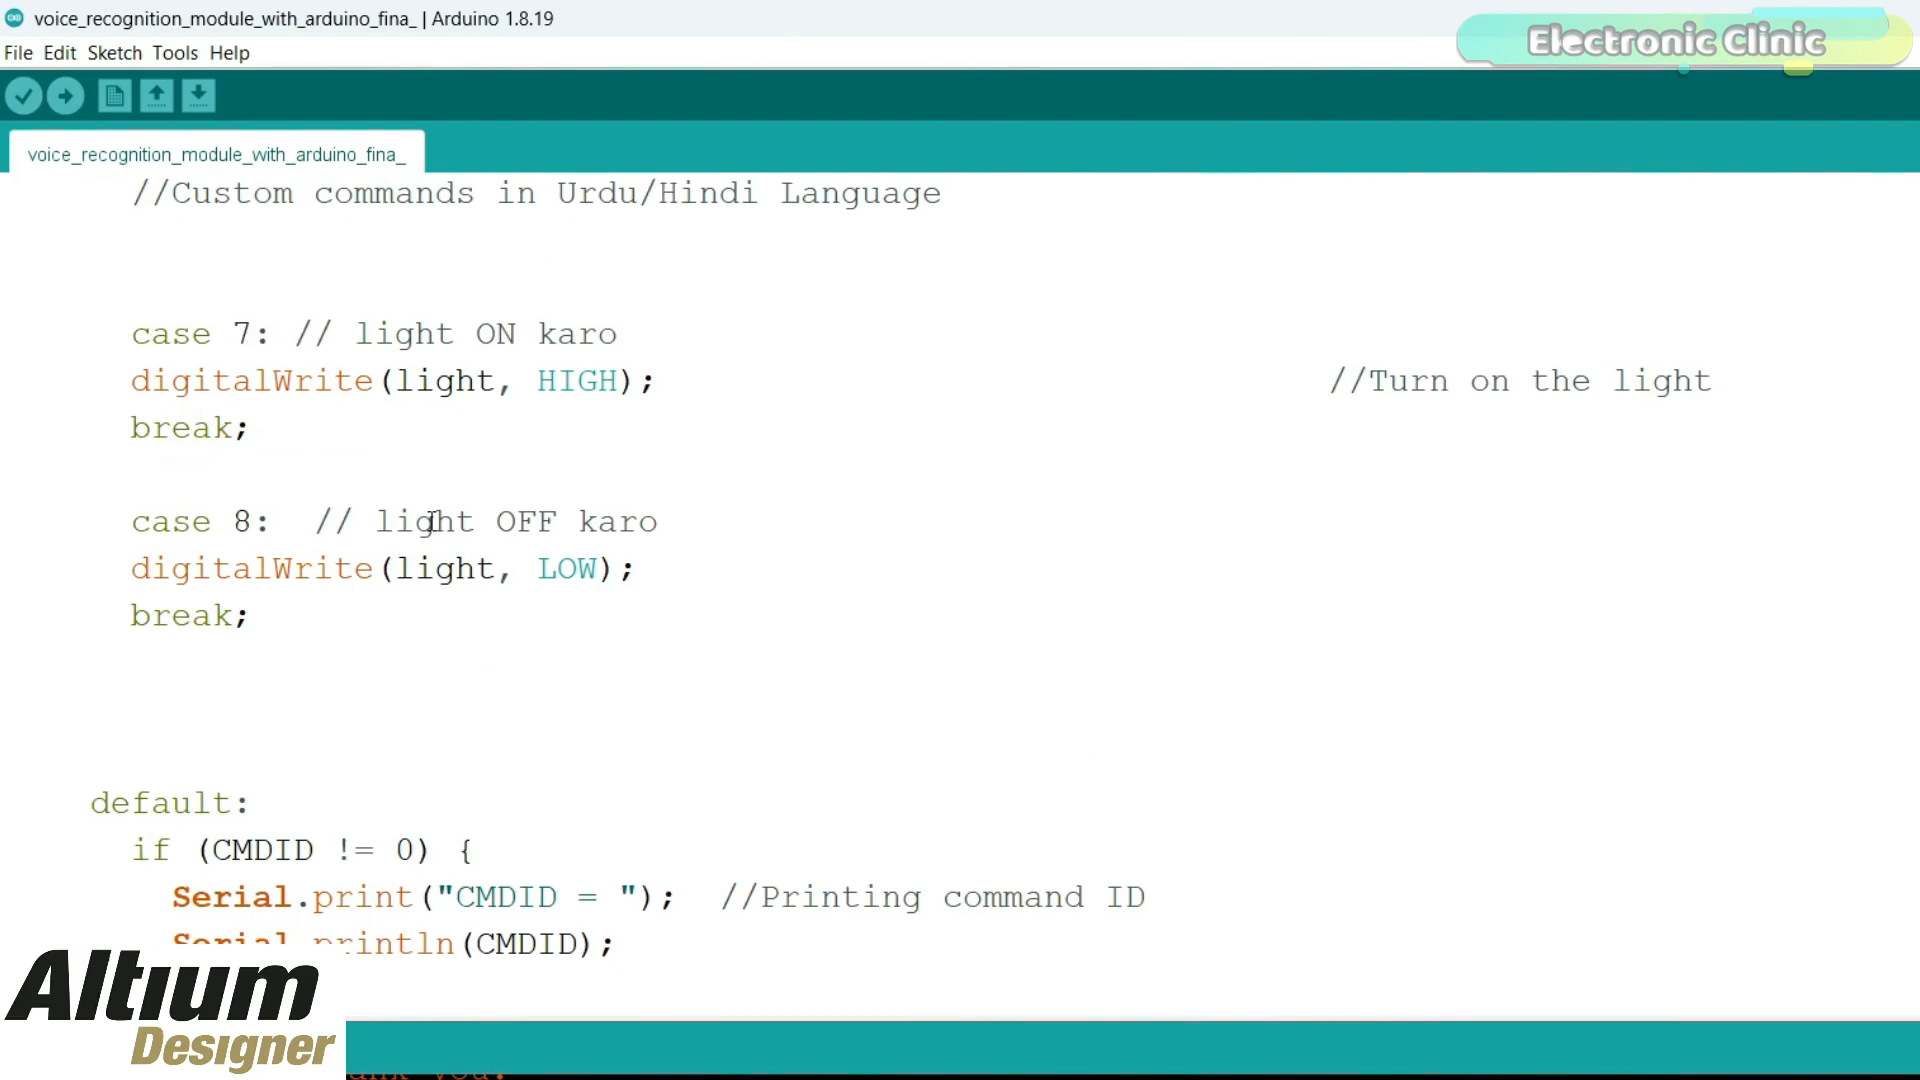 voice_recognition_module_with_arduino_fina_ | Arduino 1.8.19
Electronic Clinic
File Edit Sketch Tools Help
voice_recognition_module_with_arduino_fina_
//Custom commands in Urdu/Hindi Language
case 7: // light ON karo
digitalWrite(light, HIGH); //Turn on the light
break;
case 8: // light OFF karo
digitalWrite(light, LOW);
break;
default:
if (CMDID != 0) {
Serial.print("CMDID = "); //Printing command ID
Serial.println(CMDID);
Altium
Designer